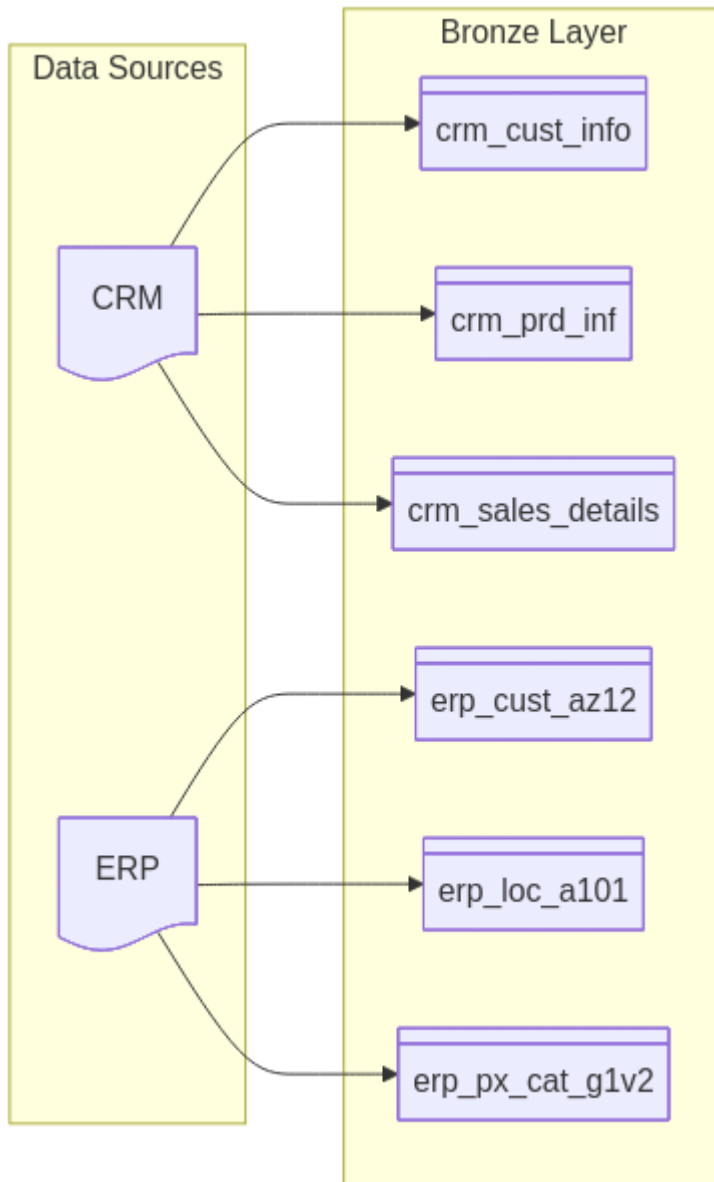 Data Sources
CRM
ERP
Bronze Layer
crm_cust_info
crm_prd_inf
crm_sales_details
erp_cust_az12
erp_loc_a101
erp_px_cat_g1v2